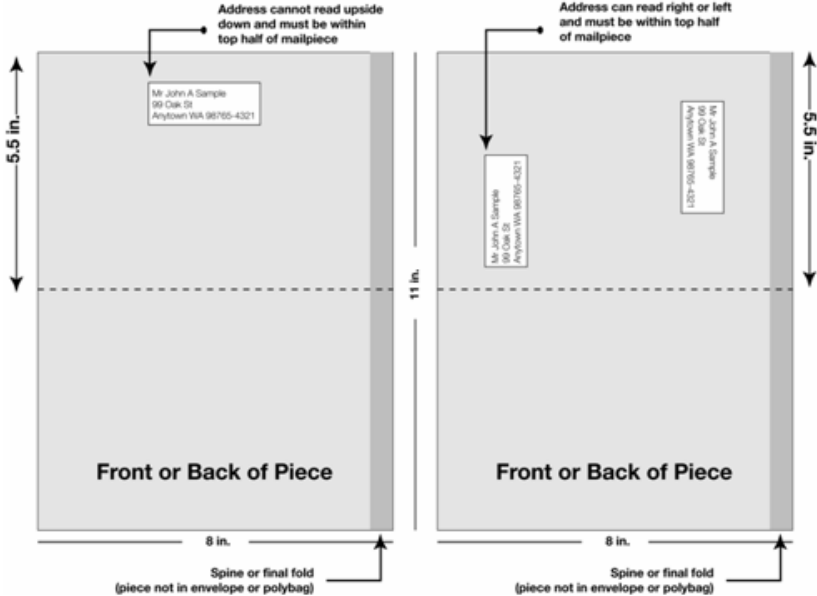 Address cannot read upside
down and must be within
top half of mailpiece
Mr John A Sample
99 Oak St
Anytown WA 98765-4321
5.5 in.
Front or Back of Piece
8 in.
Spine or final fold
(piece not in envelope or polybag)
11 in.
Address can read right or left
and must be within top half
of mailpiece
Mr John A Sample
99 Oak St
Anytown WA 98765-4321
Mr John A Sample
99 Oak St
Anytown WA 98765-4321
5.5 in.
Front or Back of Piece
8 in.
Spine or final fold
(piece not in envelope or polybag)